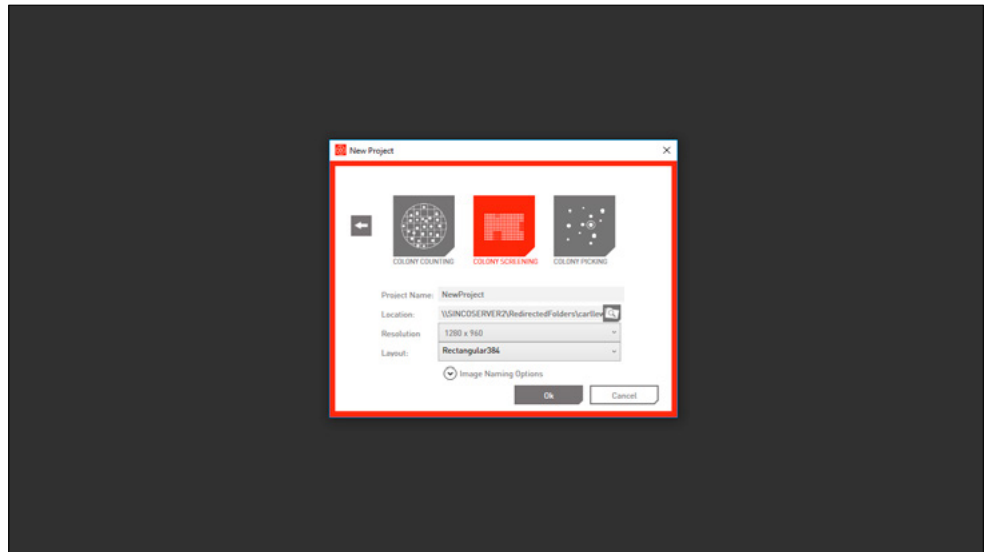 New Project
COLONY COUNTING COLONY SCREENING COLONY PICKING
Project Name: NewProject
Location: \\SINCOSERVER2\RedirectedFolders\carllew
Resolution 1280 x 960
Layout: Rectangular384
Image Naming Options
Ok Cancel